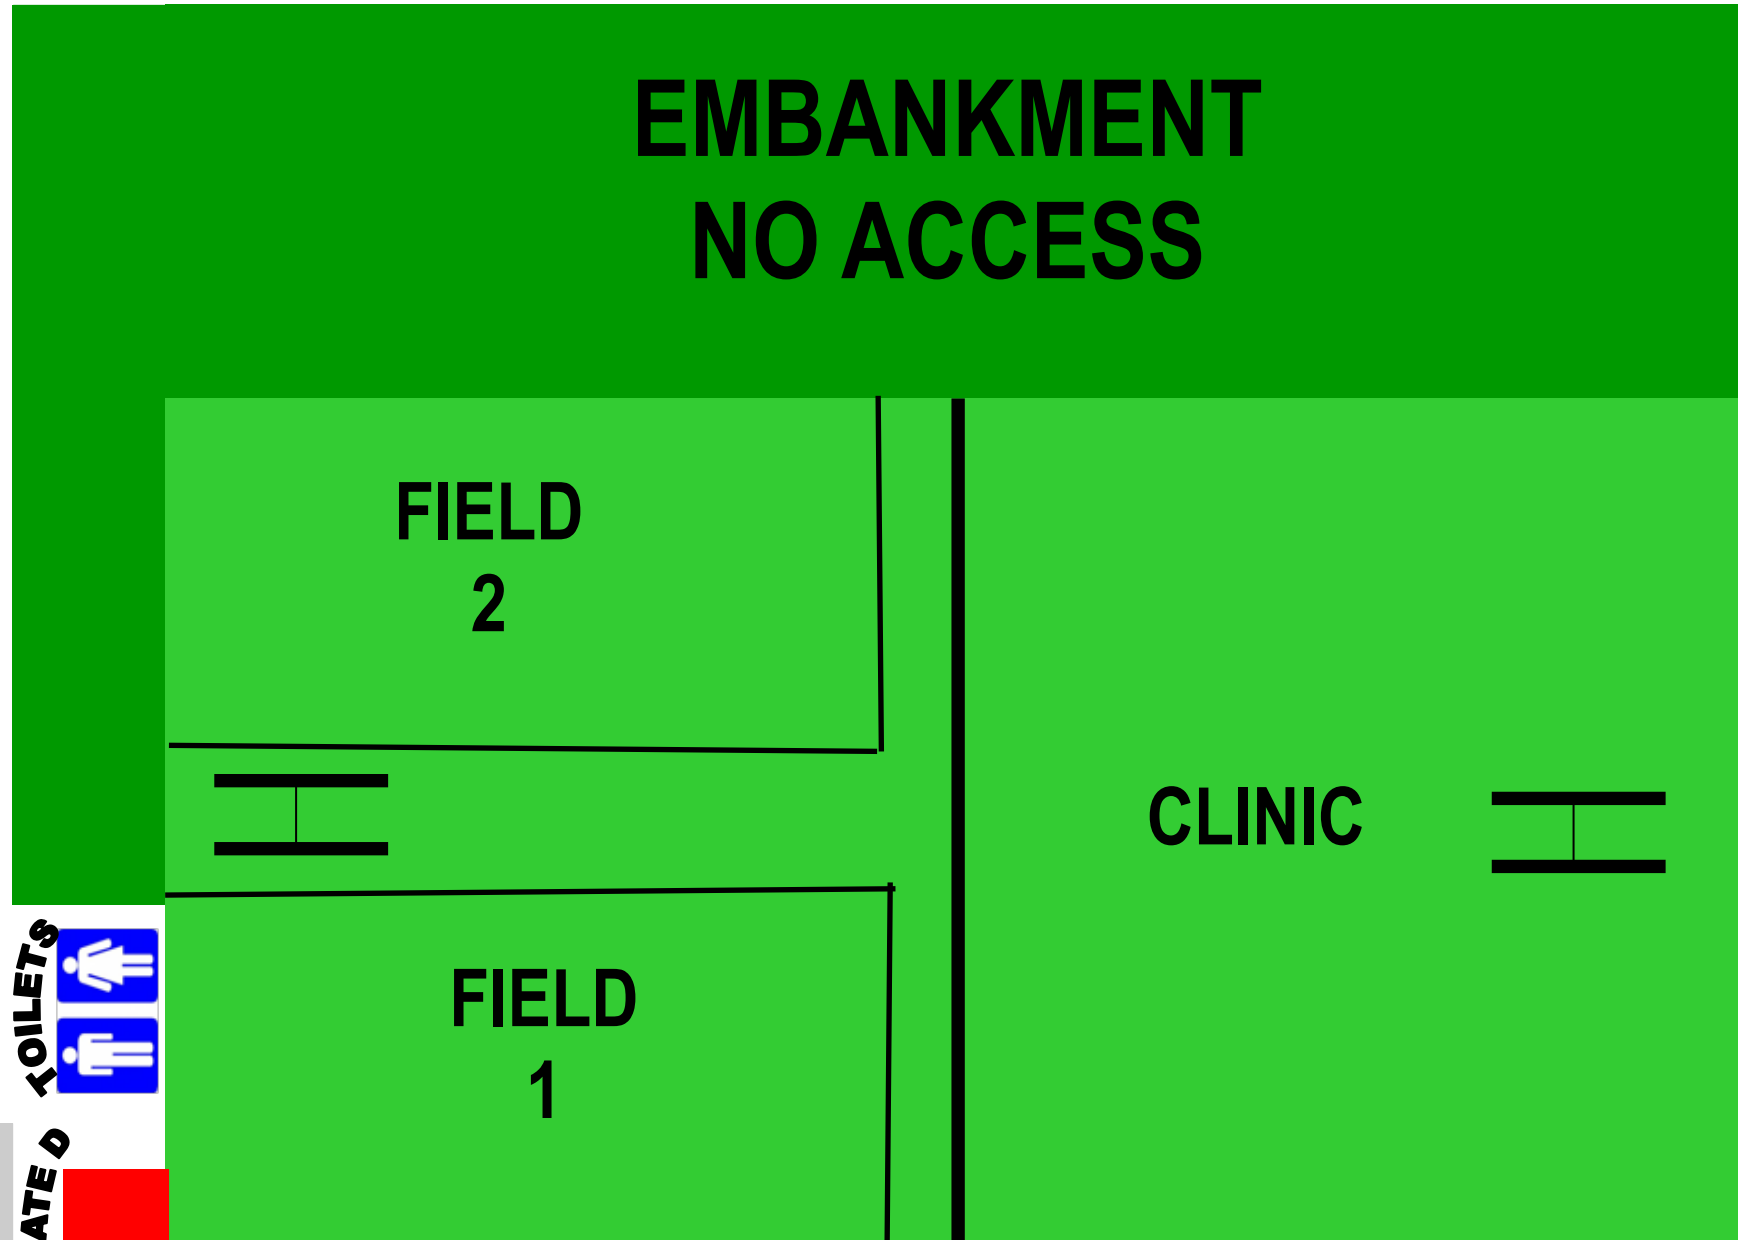 EMBANKMENT
NO ACCESS
FIELD
2
CLINIC
TOILETS
FIELD
1
ATE D